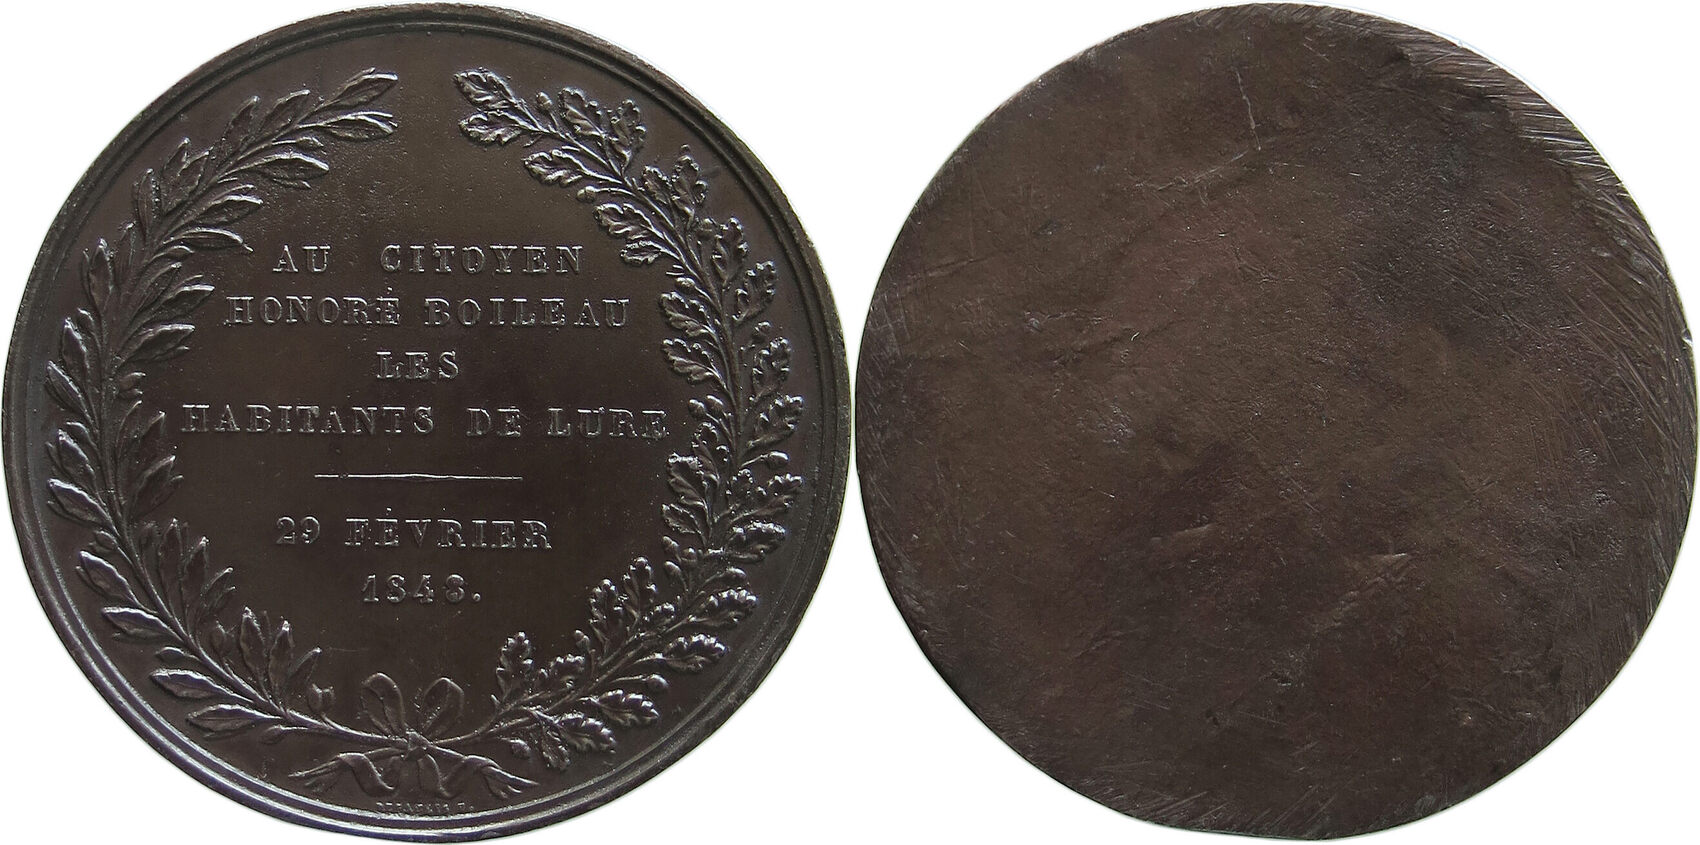 AU CITOYEN
HONORÉ BOILEAU
LES
HABITANTS DE LURE
29 FÉVRIER
1848.